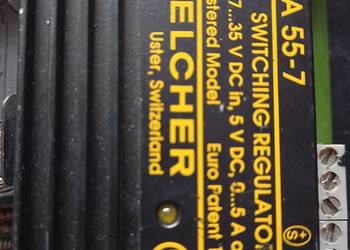 A 55-7
SWITCHING REGULATO
7...35 V DC in, 5 V DC, 0...5 A o
stered Model Euro Patent 1
ELCHER
Uster, Switzerland
S